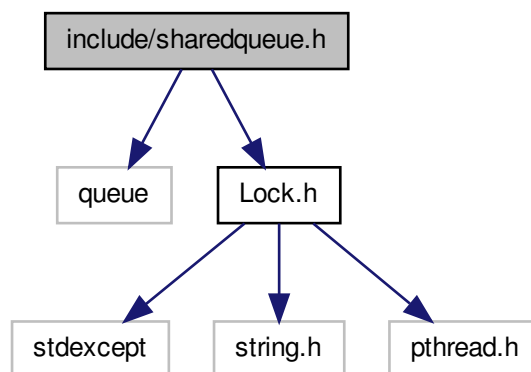 include/sharedqueue.h
queue
Lock.h
stdexcept
string.h
pthread.h